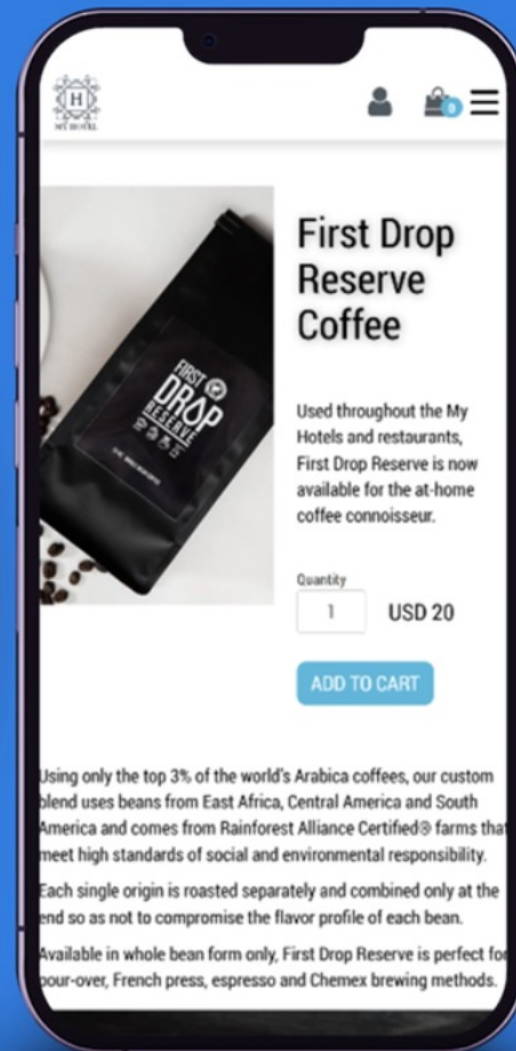 H
MY HOTEL
0
First Drop
Reserve
Coffee
FIRST
DROP
RESERVE
Used throughout the My
Hotels and restaurants,
First Drop Reserve is now
available for the at-home
coffee connoisseur.
Quantity
1 USD 20
ADD TO CART
Using only the top 3% of the world's Arabica coffees, our custom
blend uses beans from East Africa, Central America and South
America and comes from Rainforest Alliance Certified® farms that
meet high standards of social and environmental responsibility.
Each single origin is roasted separately and combined only at the
end so as not to compromise the flavor profile of each bean.
Available in whole bean form only, First Drop Reserve is perfect for
pour-over, French press, espresso and Chemex brewing methods.